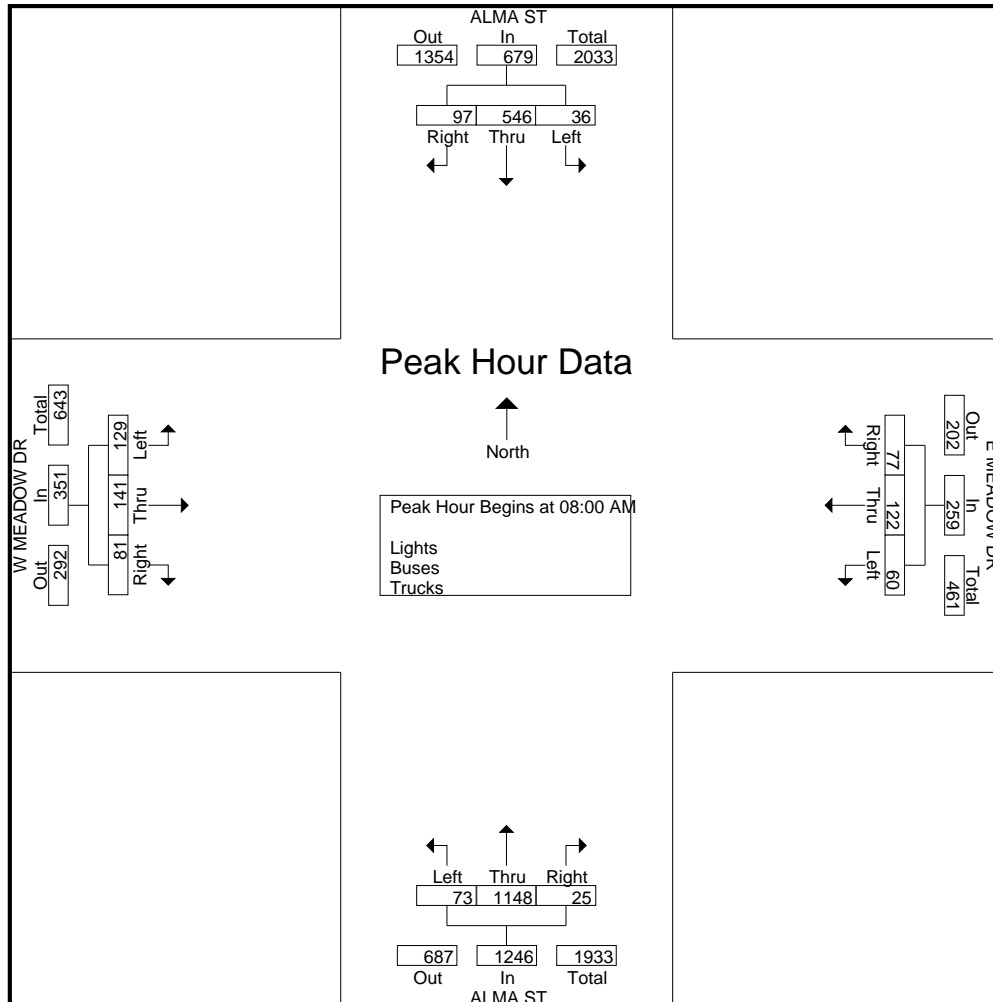 ALMA ST
Out In Total
1354 679 2033
97 546 36
Right Thru Left
Peak Hour Data
North
Peak Hour Begins at 08:00 AM
Lights
Buses
Trucks
W MEADOW DR
Out In Total
292 351 643
81 141 129
Right Thru Left
E MEADOW DR
Out In Total
202 259 461
77 122 60
Right Thru Left
Left Thru Right
73 1148 25
687 1246 1933
Out In Total
ALMA ST